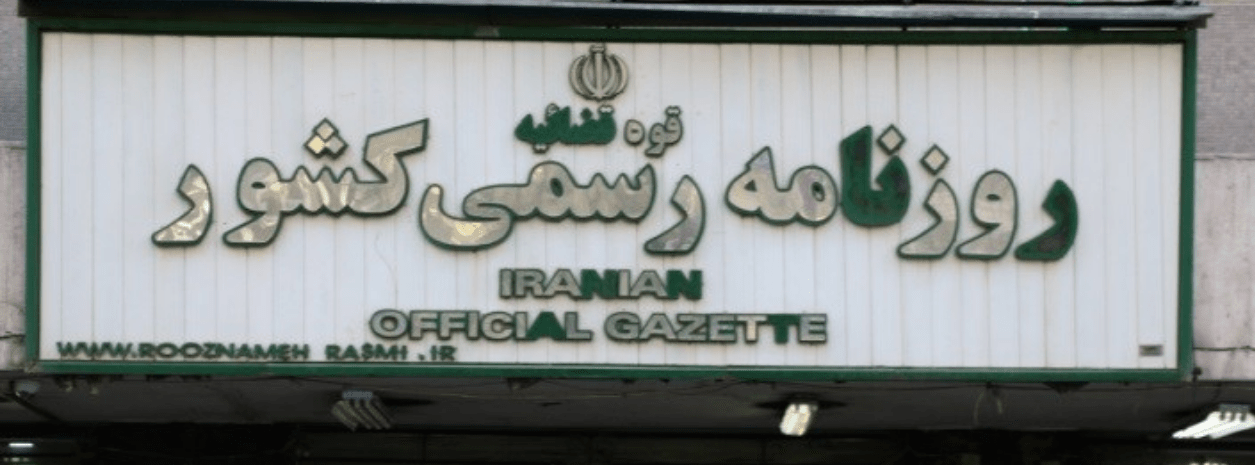 قوه قضائیه
روزنامه رسمی کشور
IRANIAN
OFFICIAL GAZETTE
WWW.ROOZNAMEH RASMI .IR